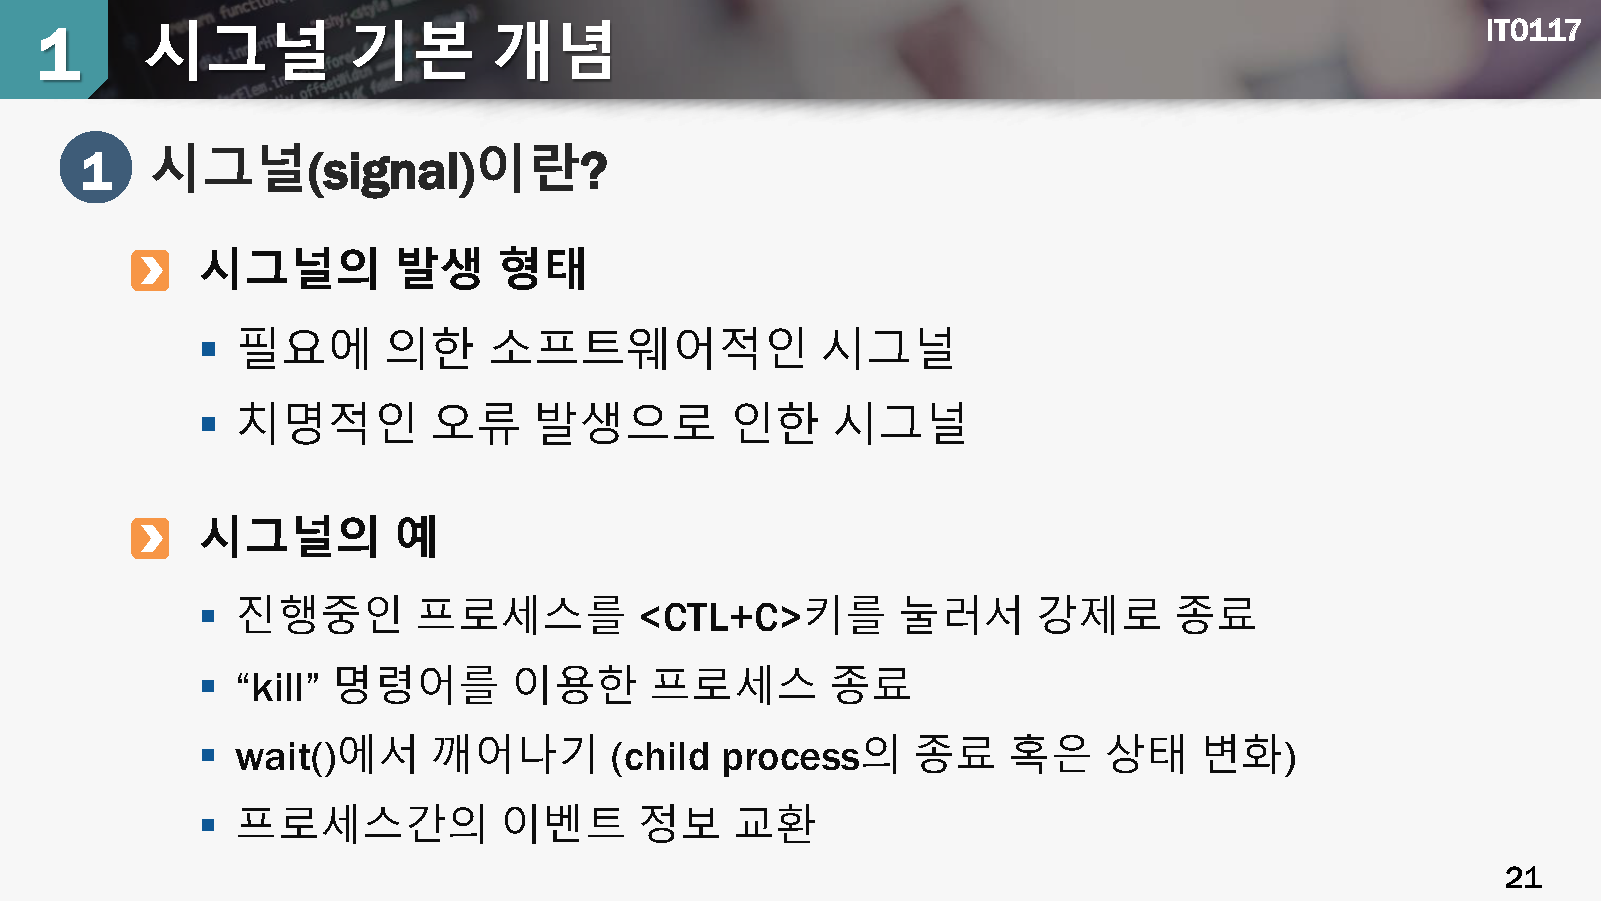 1 시그널 기본 개념
IT0117
1 시그널(signal)이란?
시그널의 발생 형태
▪ 필요에 의한 소프트웨어적인 시그널
▪ 치명적인 오류 발생으로 인한 시그널
시그널의 예
▪ 진행중인 프로세스를 <CTL+C>키를 눌러서 강제로 종료
▪ “kill” 명령어를 이용한 프로세스 종료
▪ wait()에서 깨어나기 (child process의 종료 혹은 상태 변화)
▪ 프로세스간의 이벤트 정보 교환
21